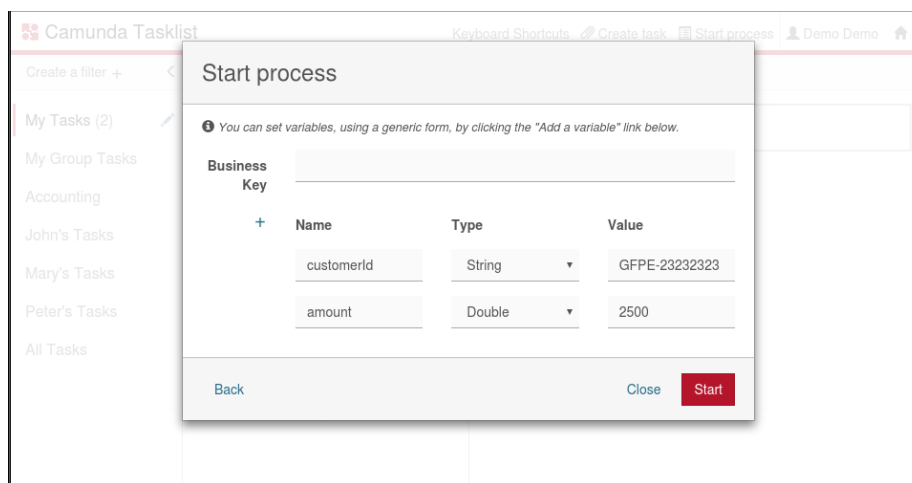 Camunda Tasklist
Keyboard Shortcuts Create task Start process Demo Demo
Create a filter +
Start process
My Tasks (2)
You can set variables, using a generic form, by clicking the "Add a variable" link below.
My Group Tasks
Business
Key
Accounting
+ Name Type Value
John's Tasks
customerId String GFPE-23232323
Mary's Tasks
amount Double 2500
Peter's Tasks
All Tasks
Back Close Start